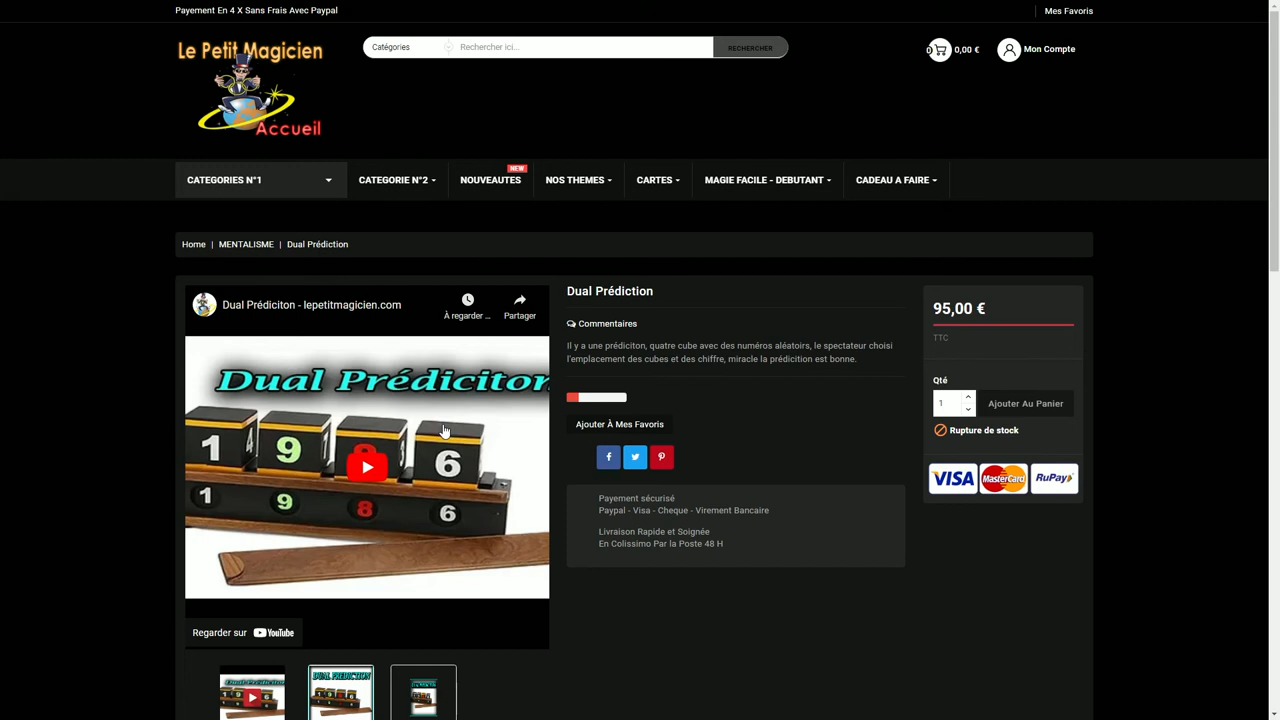 Payement En 4 X Sans Frais Avec Paypal
Mes Favoris
Le Petit Magicien
Accueil
Catégories
Rechercher ici...
RECHERCHER
0
0,00 €
Mon Compte
CATEGORIES N°1
CATEGORIE N°2
NEW
NOUVEAUTES
NOS THEMES
CARTES
MAGIE FACILE - DEBUTANT
CADEAU A FAIRE
Home | MENTALISME | Dual Prédiction
Dual Prédiciton - lepetitmagicien.com
À regarder ...
Partager
Dual Prédiciton
1 9 8 6
1 9 8 6
Regarder sur YouTube
DUAL PREDICTION
Dual Prédiction
Commentaires
Il y a une prédiciton, quatre cube avec des numéros aléatoirs, le spectateur choisi
l'emplacement des cubes et des chiffre, miracle la prédicition est bonne.
Ajouter À Mes Favoris
Payement sécurisé
Paypal - Visa - Cheque - Virement Bancaire
Livraison Rapide et Soignée
En Colissimo Par la Poste 48 H
95,00 €
TTC
Qté
1
Ajouter Au Panier
Rupture de stock
VISA
MasterCard
RuPay